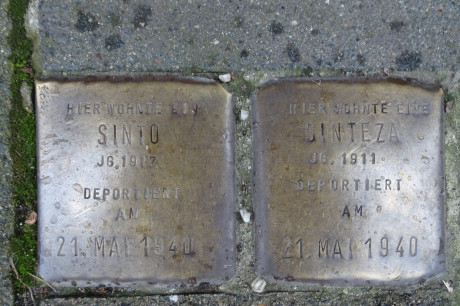 HIER WOHNTE EIN
SINTO
JG. 1917
DEPORTIERT
AM
21. MAI 1940
HIER WOHNTE EINE
SINTEZA
JG. 1911
DEPORTIERT
AM
21. MAI 1940